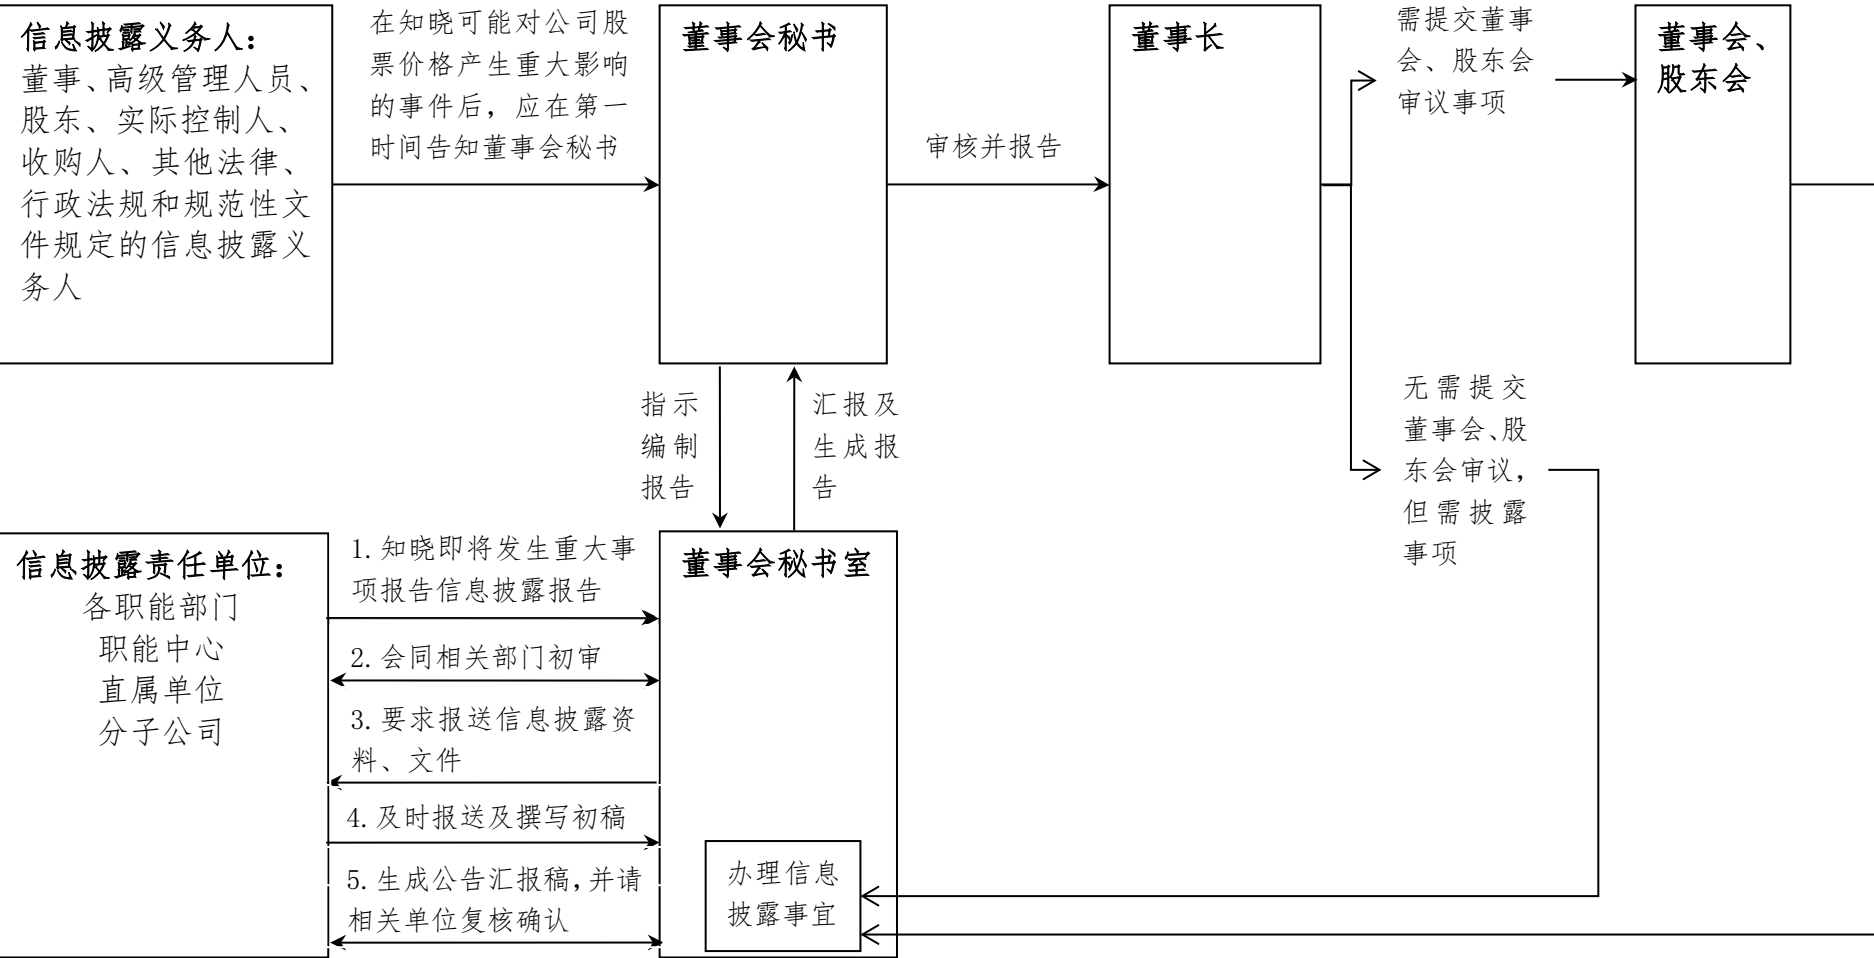 信息披露义务人：
董事、高级管理人员、
股东、实际控制人、
收购人、其他法律、
行政法规和规范性文
件规定的信息披露义
务人
在知晓可能对公司股
票价格产生重大影响
的事件后，应在第一
时间告知董事会秘书
董事会秘书
审核并报告
董事长
需提交董事
会、股东会
审议事项
董事会、
股东会
无需提交
董事会、股
东会审议，
但需披露
事项
指示
编制
报告
汇报及
生成报
告
信息披露责任单位：
各职能部门
职能中心
直属单位
分子公司
1.知晓即将发生重大事
项报告信息披露报告
2.会同相关部门初审
3.要求报送信息披露资
料、文件
4.及时报送及撰写初稿
5.生成公告汇报稿，并请
相关单位复核确认
董事会秘书室
办理信息
披露事宜